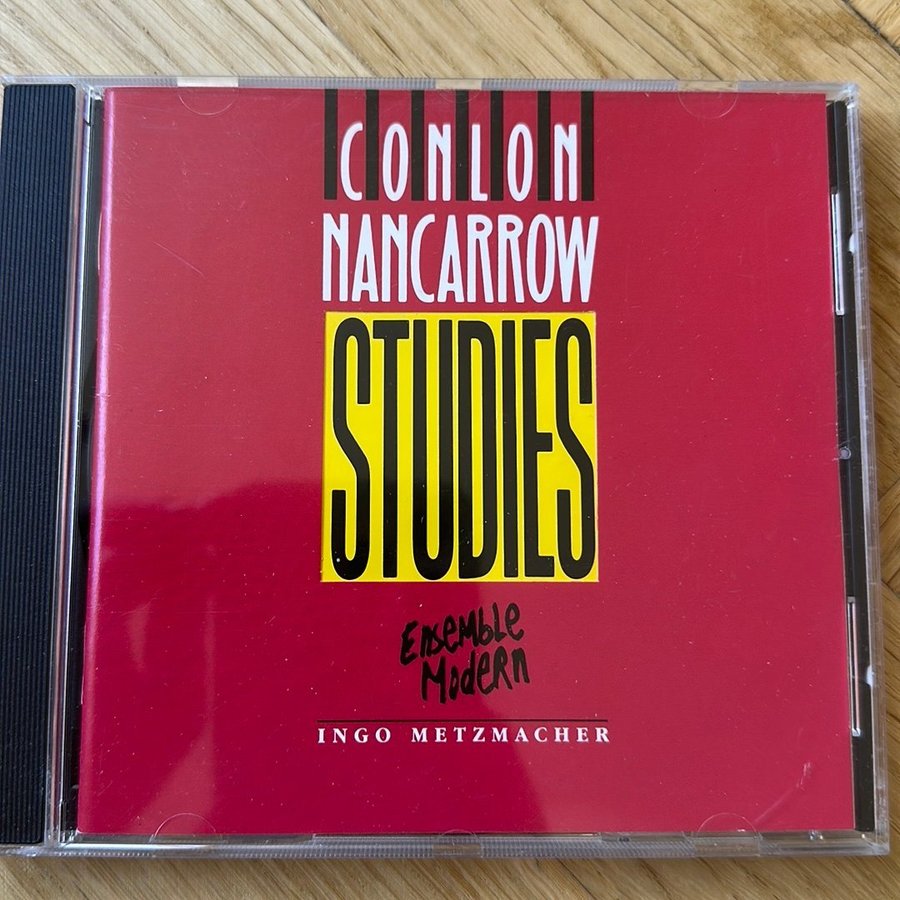 CONLON
NANCARROW
STUDIES
Ensemble
Modern
INGO METZMACHER